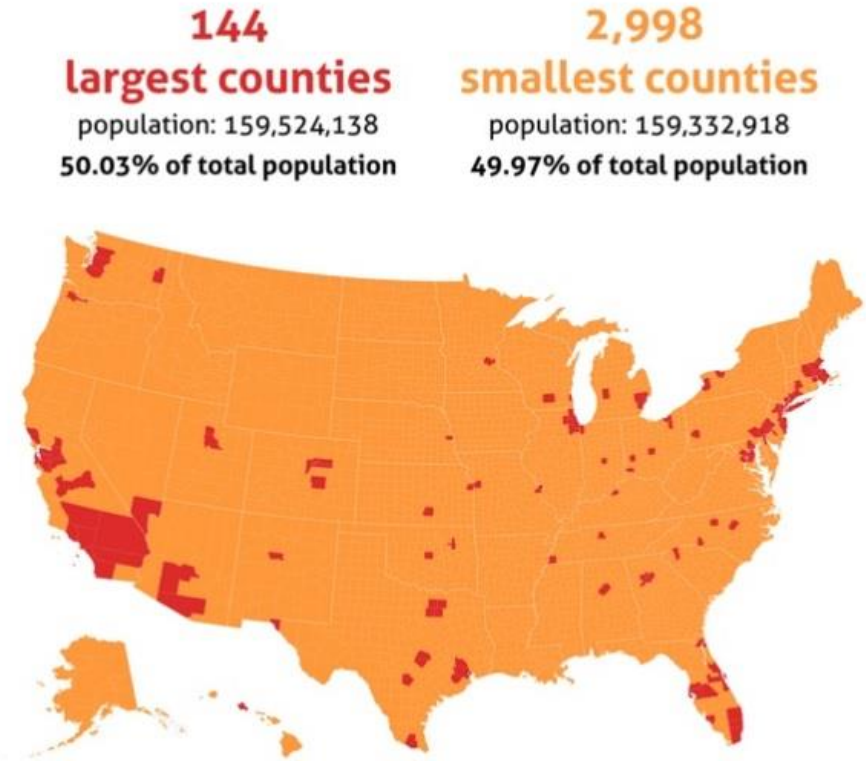 144
largest counties
population: 159,524,138
50.03% of total population
2,998
smallest counties
population: 159,332,918
49.97% of total population